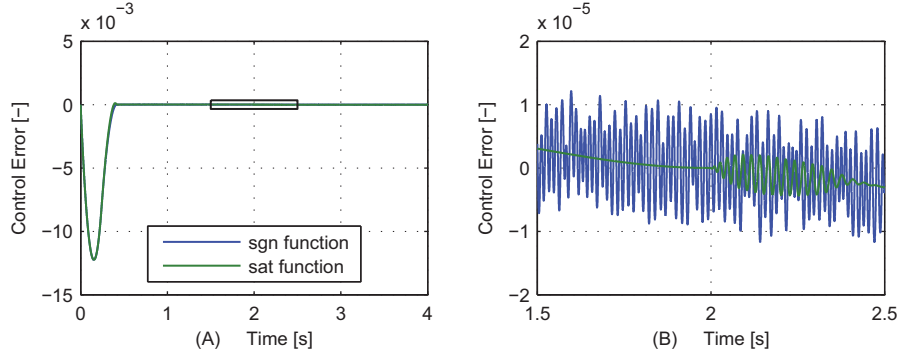 x 10⁻³
5
0
−5
−10
−15
Control Error [−]
0
1
2
3
4
(A) Time [s]
sgn function
sat function
x 10⁻⁵
2
1
0
−1
−2
Control Error [−]
1.5
2
2.5
(B) Time [s]